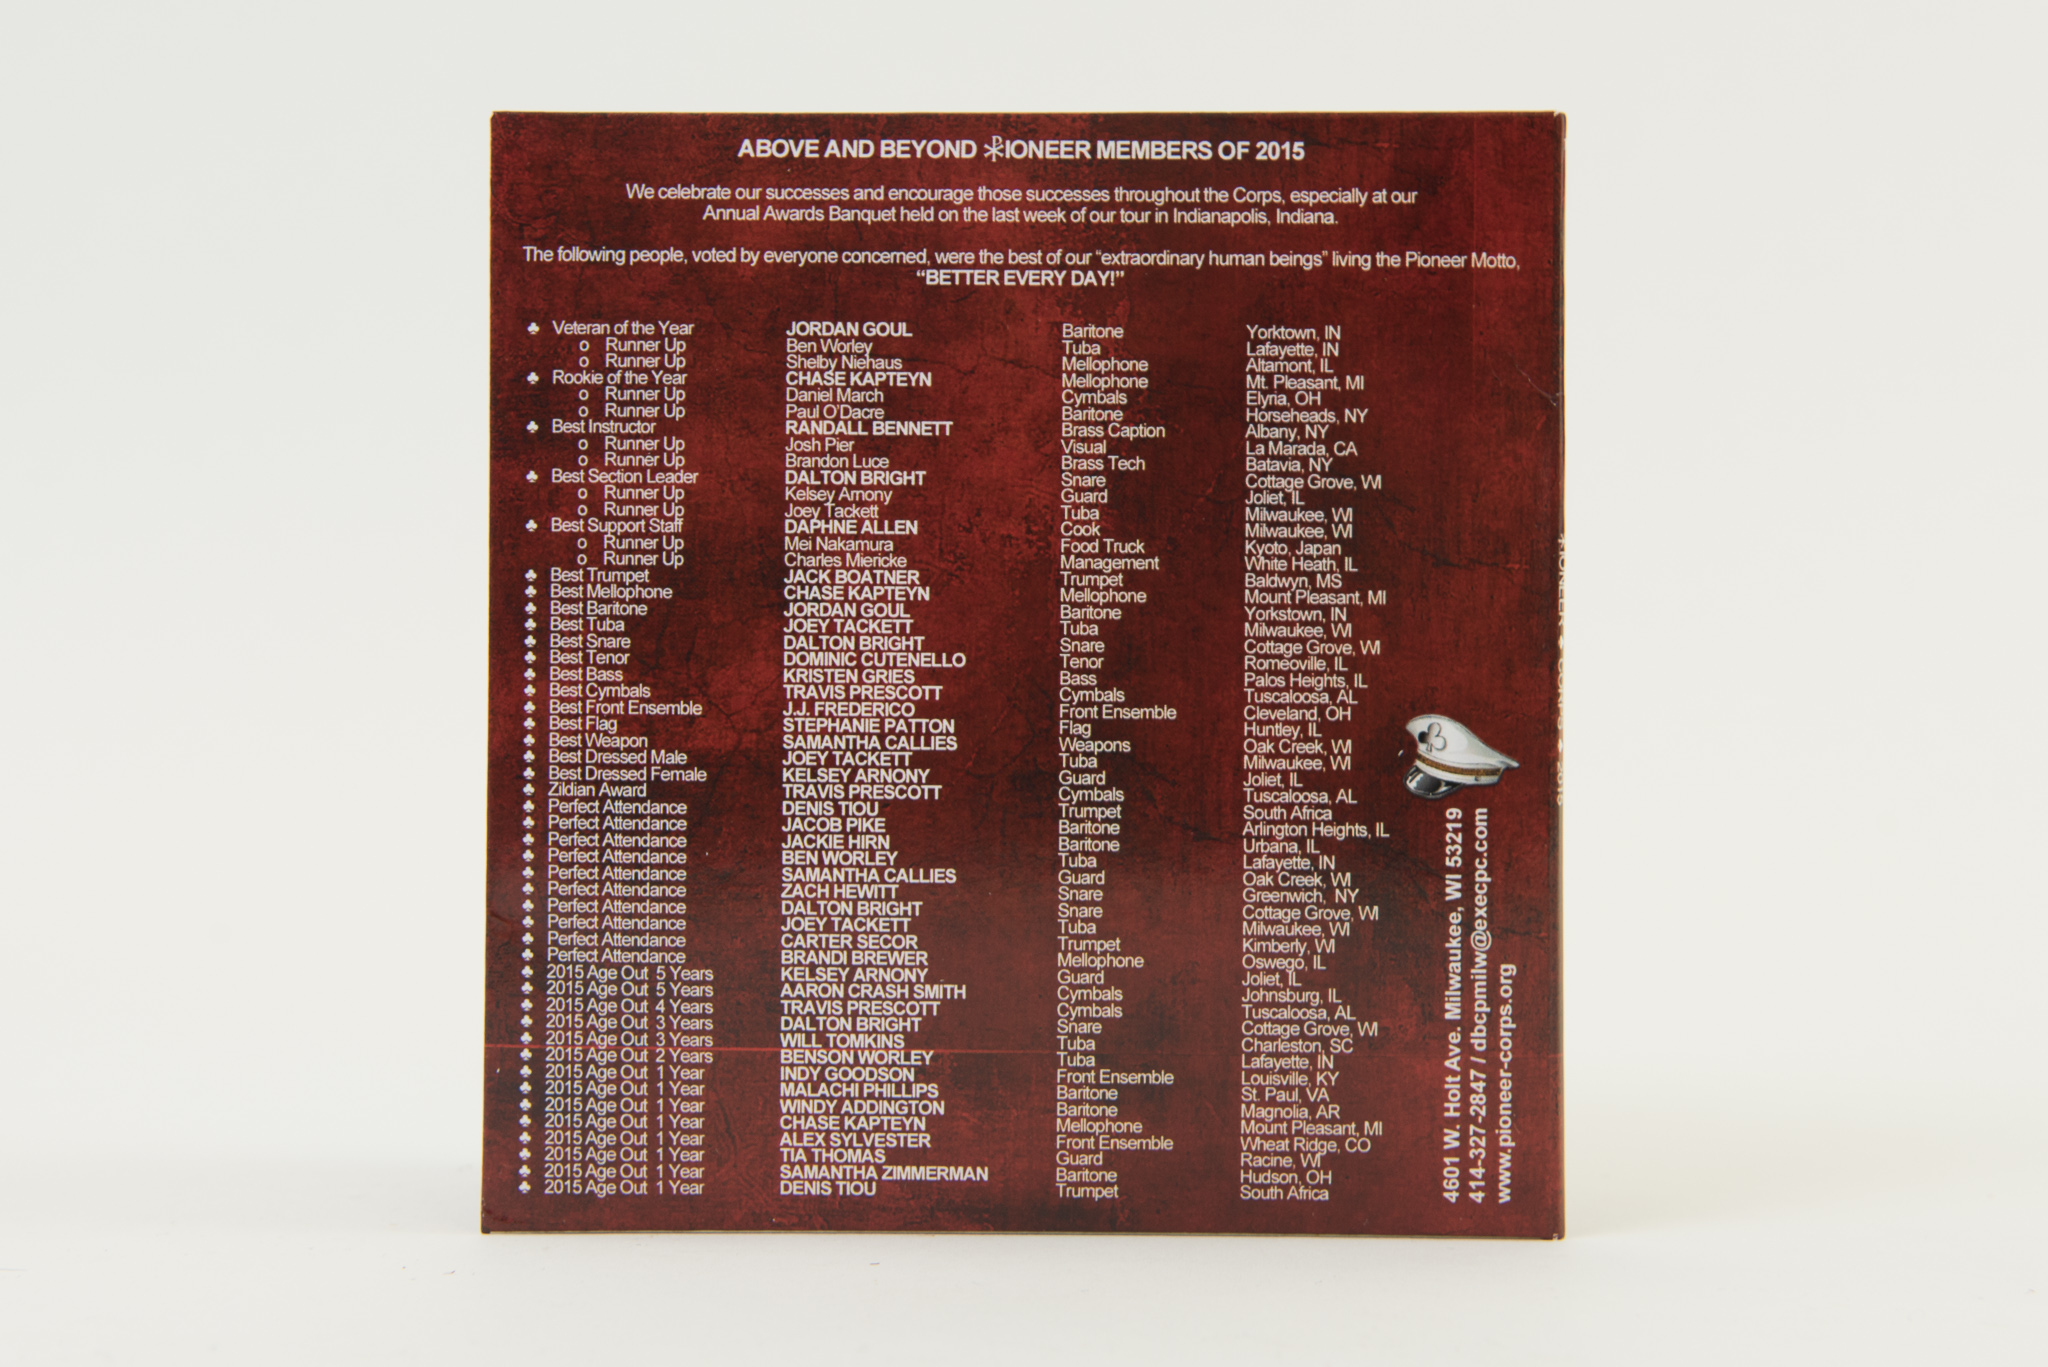 ABOVE AND BEYOND PIONEER MEMBERS OF 2015
We celebrate our successes and encourage those successes throughout the Corps, especially at our
Annual Awards Banquet held on the last week of our tour in Indianapolis, Indiana.
The following people, voted by everyone concerned, were the best of our “extraordinary human beings” living the Pioneer Motto,
“BETTER EVERY DAY!”
♣ Veteran of the Year JORDAN GOUL Baritone Yorktown, IN
o Runner Up Ben Worley Tuba Lafayette, IN
o Runner Up Shelby Niehaus Mellophone Altamont, IL
♣ Rookie of the Year CHASE KAPTEYN Mellophone Mt. Pleasant, MI
o Runner Up Daniel March Cymbals Elyria, OH
o Runner Up Paul O'Dacre Baritone Horseheads, NY
♣ Best Instructor RANDALL BENNETT Brass Caption Albany, NY
o Runner Up Josh Pier Visual La Marada, CA
o Runner Up Brandon Luce Brass Tech Batavia, NY
♣ Best Section Leader DALTON BRIGHT Snare Cottage Grove, WI
o Runner Up Kelsey Arnony Guard Joliet, IL
o Runner Up Joey Tackett Tuba Milwaukee, WI
♣ Best Support Staff DAPHNE ALLEN Cook Milwaukee, WI
o Runner Up Mei Nakamura Food Truck Kyoto, Japan
o Runner Up Charles Miericke Management White Heath, IL
♣ Best Trumpet JACK BOATNER Trumpet Baldwyn, MS
♣ Best Mellophone CHASE KAPTEYN Mellophone Mount Pleasant, MI
♣ Best Baritone JORDAN GOUL Baritone Yorkstown, IN
♣ Best Tuba JOEY TACKETT Tuba Milwaukee, WI
♣ Best Snare DALTON BRIGHT Snare Cottage Grove, WI
♣ Best Tenor DOMINIC CUTENELLO Tenor Romeoville, IL
♣ Best Bass KRISTEN GRIES Bass Palos Heights, IL
♣ Best Cymbals TRAVIS PRESCOTT Cymbals Tuscaloosa, AL
♣ Best Front Ensemble J.J. FREDERICO Front Ensemble Cleveland, OH
♣ Best Flag STEPHANIE PATTON Flag Huntley, IL
♣ Best Weapon SAMANTHA CALLIES Weapons Oak Creek, WI
♣ Best Dressed Male JOEY TACKETT Tuba Milwaukee, WI
♣ Best Dressed Female KELSEY ARNONY Guard Joliet, IL
♣ Zildian Award TRAVIS PRESCOTT Cymbals Tuscaloosa, AL
♣ Perfect Attendance DENIS TIOU Trumpet South Africa
♣ Perfect Attendance JACOB PIKE Baritone Arlington Heights, IL
♣ Perfect Attendance JACKIE HIRN Baritone Urbana, IL
♣ Perfect Attendance BEN WORLEY Tuba Lafayette, IN
♣ Perfect Attendance SAMANTHA CALLIES Guard Oak Creek, WI
♣ Perfect Attendance ZACH HEWITT Snare Greenwich, NY
♣ Perfect Attendance DALTON BRIGHT Snare Cottage Grove, WI
♣ Perfect Attendance JOEY TACKETT Tuba Milwaukee, WI
♣ Perfect Attendance CARTER SECOR Trumpet Kimberly, WI
♣ Perfect Attendance BRANDI BREWER Mellophone Oswego, IL
♣ 2015 Age Out 5 Years KELSEY ARNONY Guard Joliet, IL
♣ 2015 Age Out 5 Years AARON CRASH SMITH Cymbals Johnsburg, IL
♣ 2015 Age Out 4 Years TRAVIS PRESCOTT Cymbals Tuscaloosa, AL
♣ 2015 Age Out 3 Years DALTON BRIGHT Snare Cottage Grove, WI
♣ 2015 Age Out 3 Years WILL TOMKINS Tuba Charleston, SC
♣ 2015 Age Out 2 Years BENSON WORLEY Tuba Lafayette, IN
♣ 2015 Age Out 1 Year INDY GOODSON Front Ensemble Louisville, KY
♣ 2015 Age Out 1 Year MALACHI PHILLIPS Baritone St. Paul, VA
♣ 2015 Age Out 1 Year WINDY ADDINGTON Baritone Magnolia, AR
♣ 2015 Age Out 1 Year CHASE KAPTEYN Mellophone Mount Pleasant, MI
♣ 2015 Age Out 1 Year ALEX SYLVESTER Front Ensemble Wheat Ridge, CO
♣ 2015 Age Out 1 Year TIA THOMAS Guard Racine, WI
♣ 2015 Age Out 1 Year SAMANTHA ZIMMERMAN Baritone Hudson, OH
♣ 2015 Age Out 1 Year DENIS TIOU Trumpet South Africa
4601 W. Holt Ave. Milwaukee, WI 53219
414-327-2847 / dbcpmilw@execpc.com
www.pioneer-corps.org